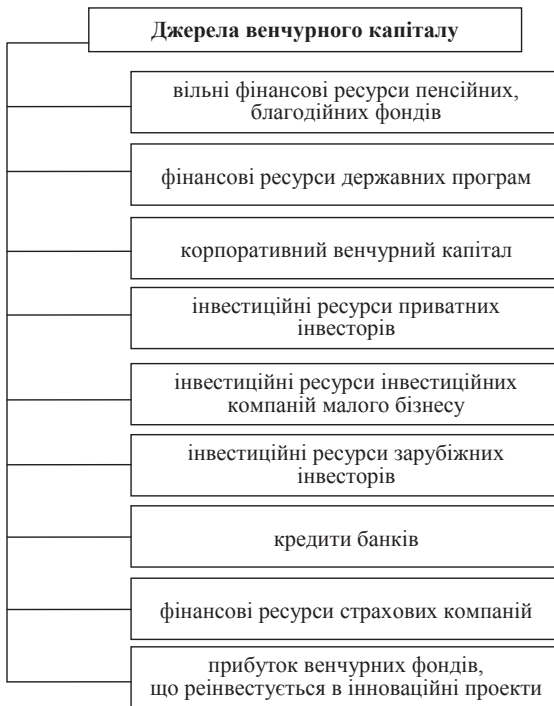 Джерела венчурного капіталу
вільні фінансові ресурси пенсійних,
благодійних фондів
фінансові ресурси державних програм
корпоративний венчурний капітал
інвестиційні ресурси приватних
інвесторів
інвестиційні ресурси інвестиційних
компаній малого бізнесу
інвестиційні ресурси зарубіжних
інвесторів
кредити банків
фінансові ресурси страхових компаній
прибуток венчурних фондів,
що реінвестується в інноваційні проекти